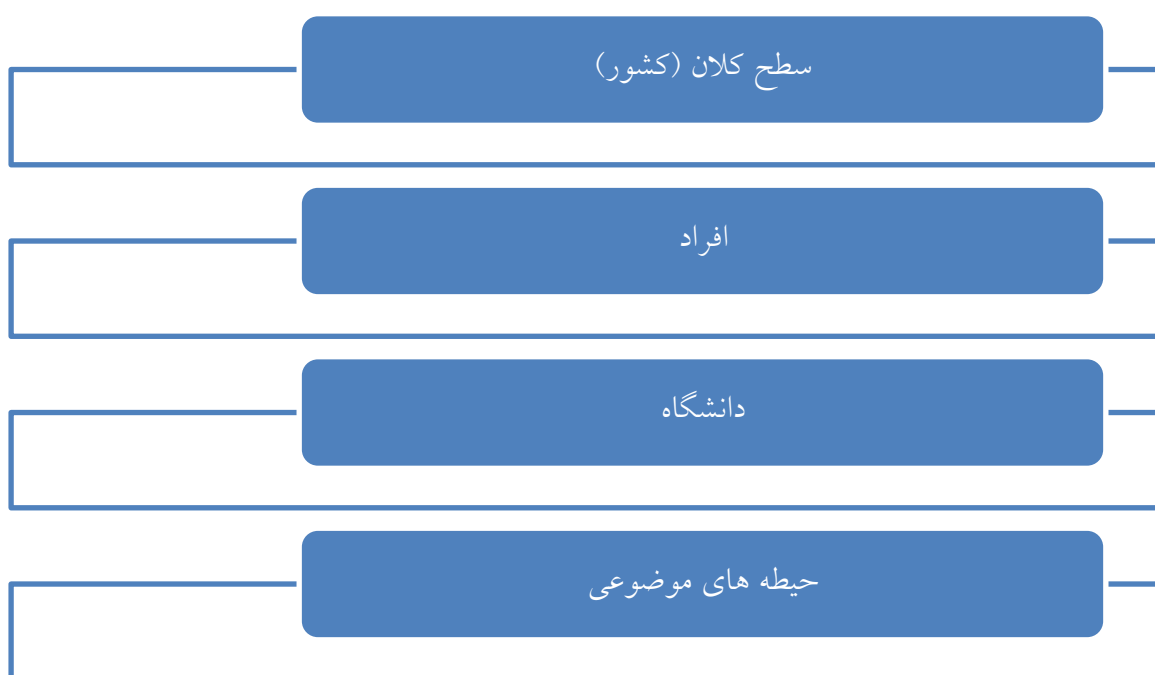 سطح کلان (کشور)
افراد
دانشگاه
حیطه های موضوعی